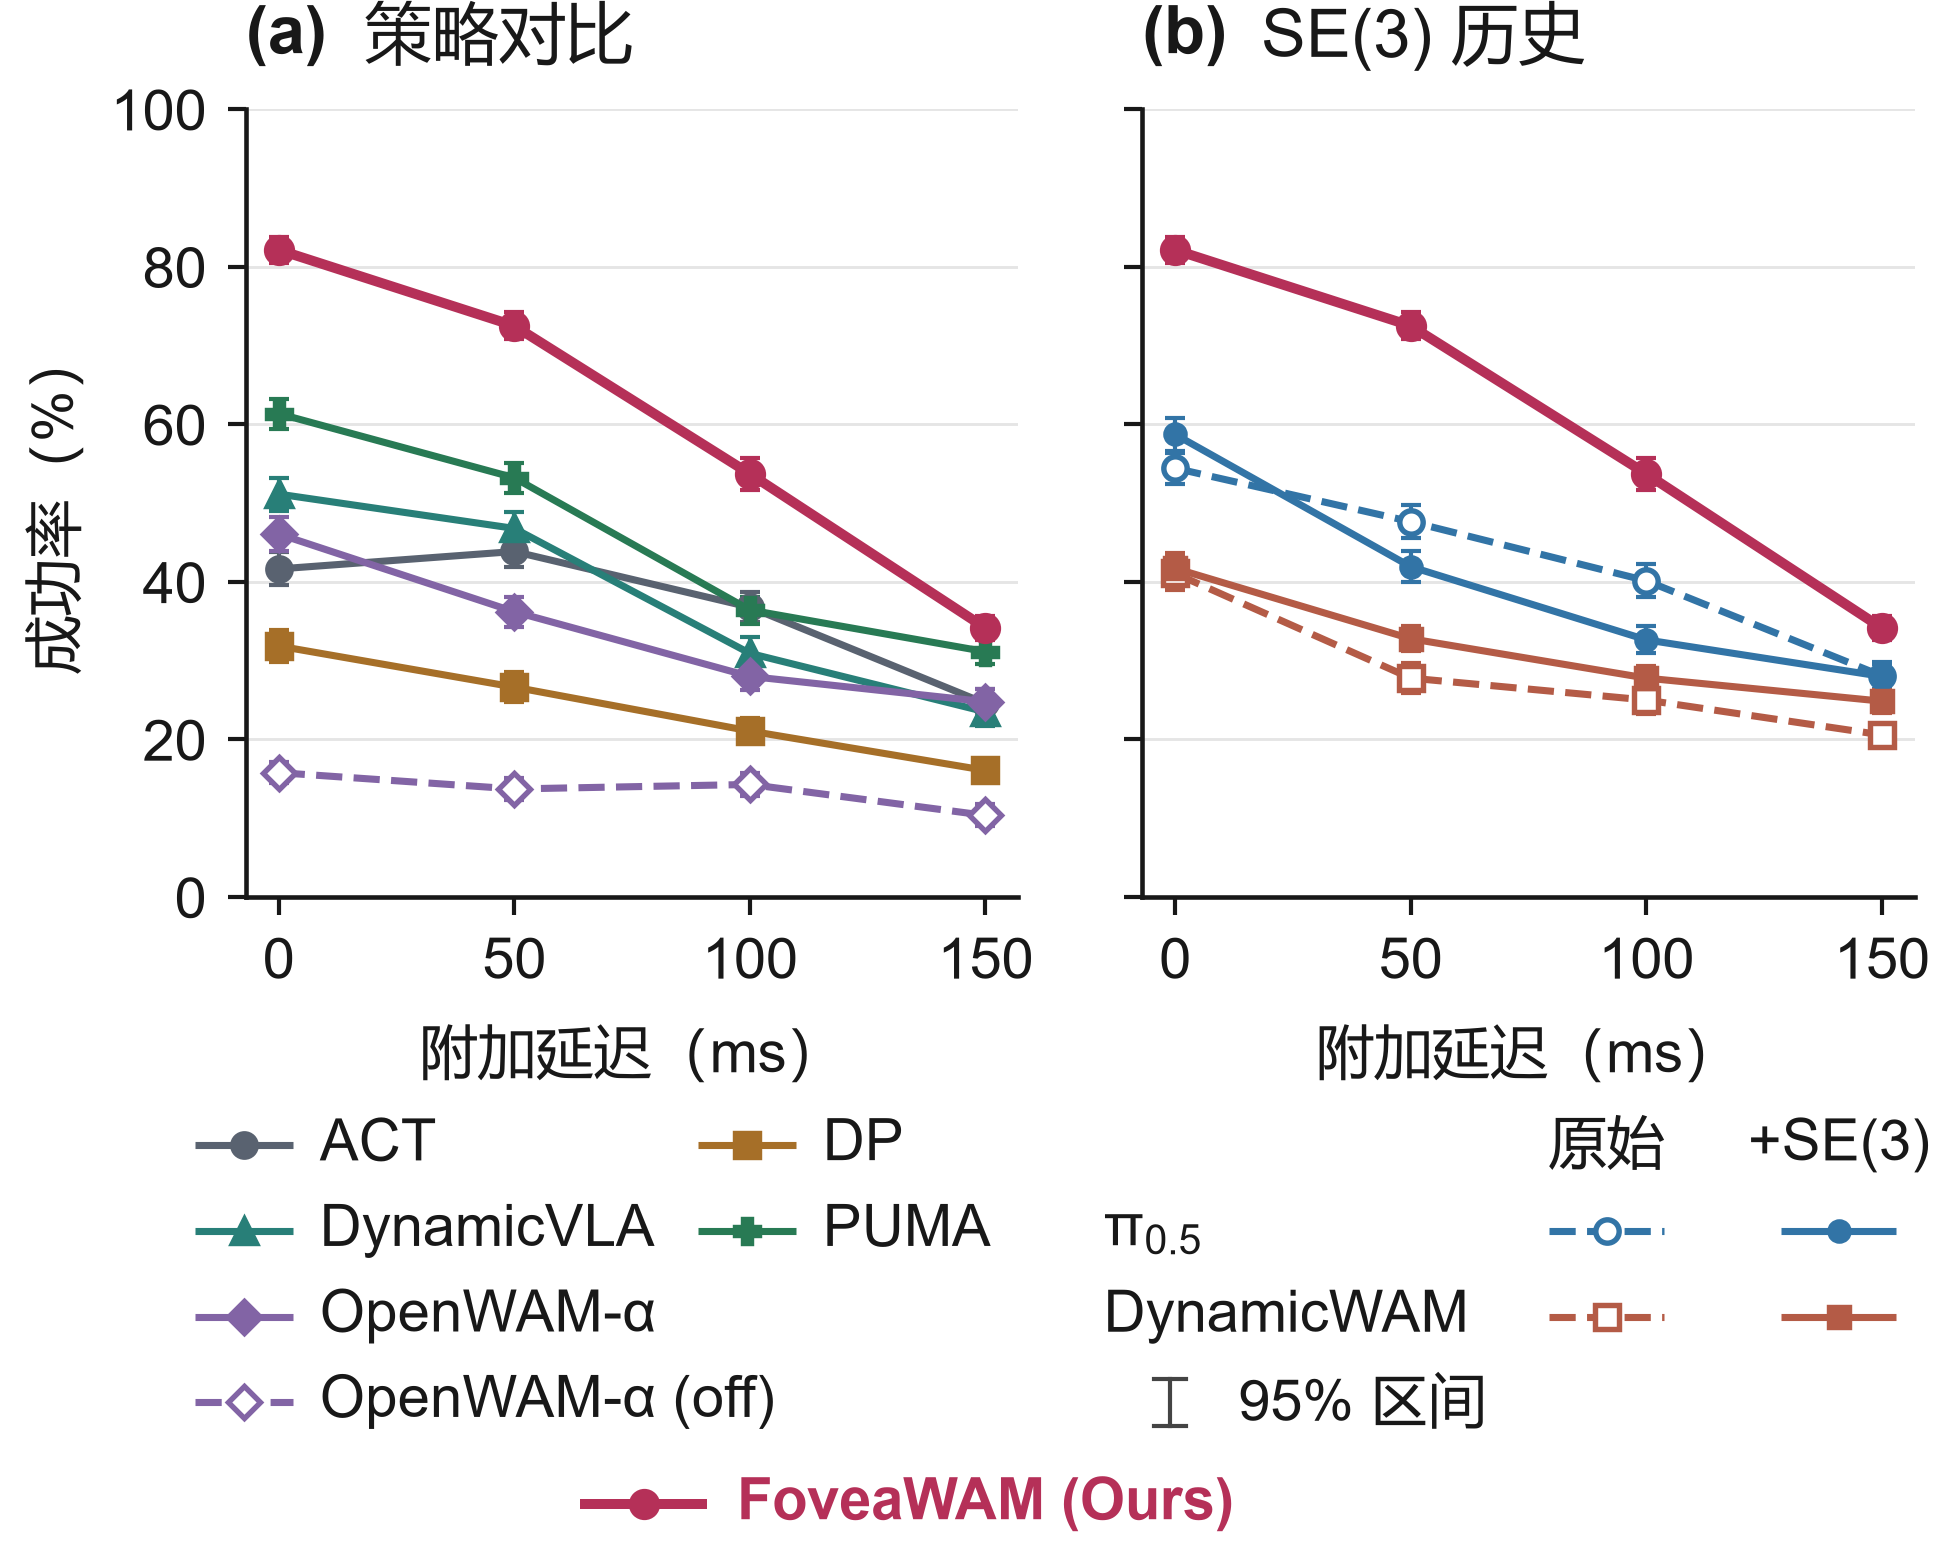 (a) 策略对比
(b) SE(3) 历史
成功率（%）
100
80
60
40
20
0
0 50 100 150
0 50 100 150
附加延迟（ms）
附加延迟（ms）
ACT
DP
DynamicVLA
PUMA
OpenWAM-α
OpenWAM-α (off)
原始 +SE(3)
π0.5
DynamicWAM
95% 区间
FoveaWAM (Ours)